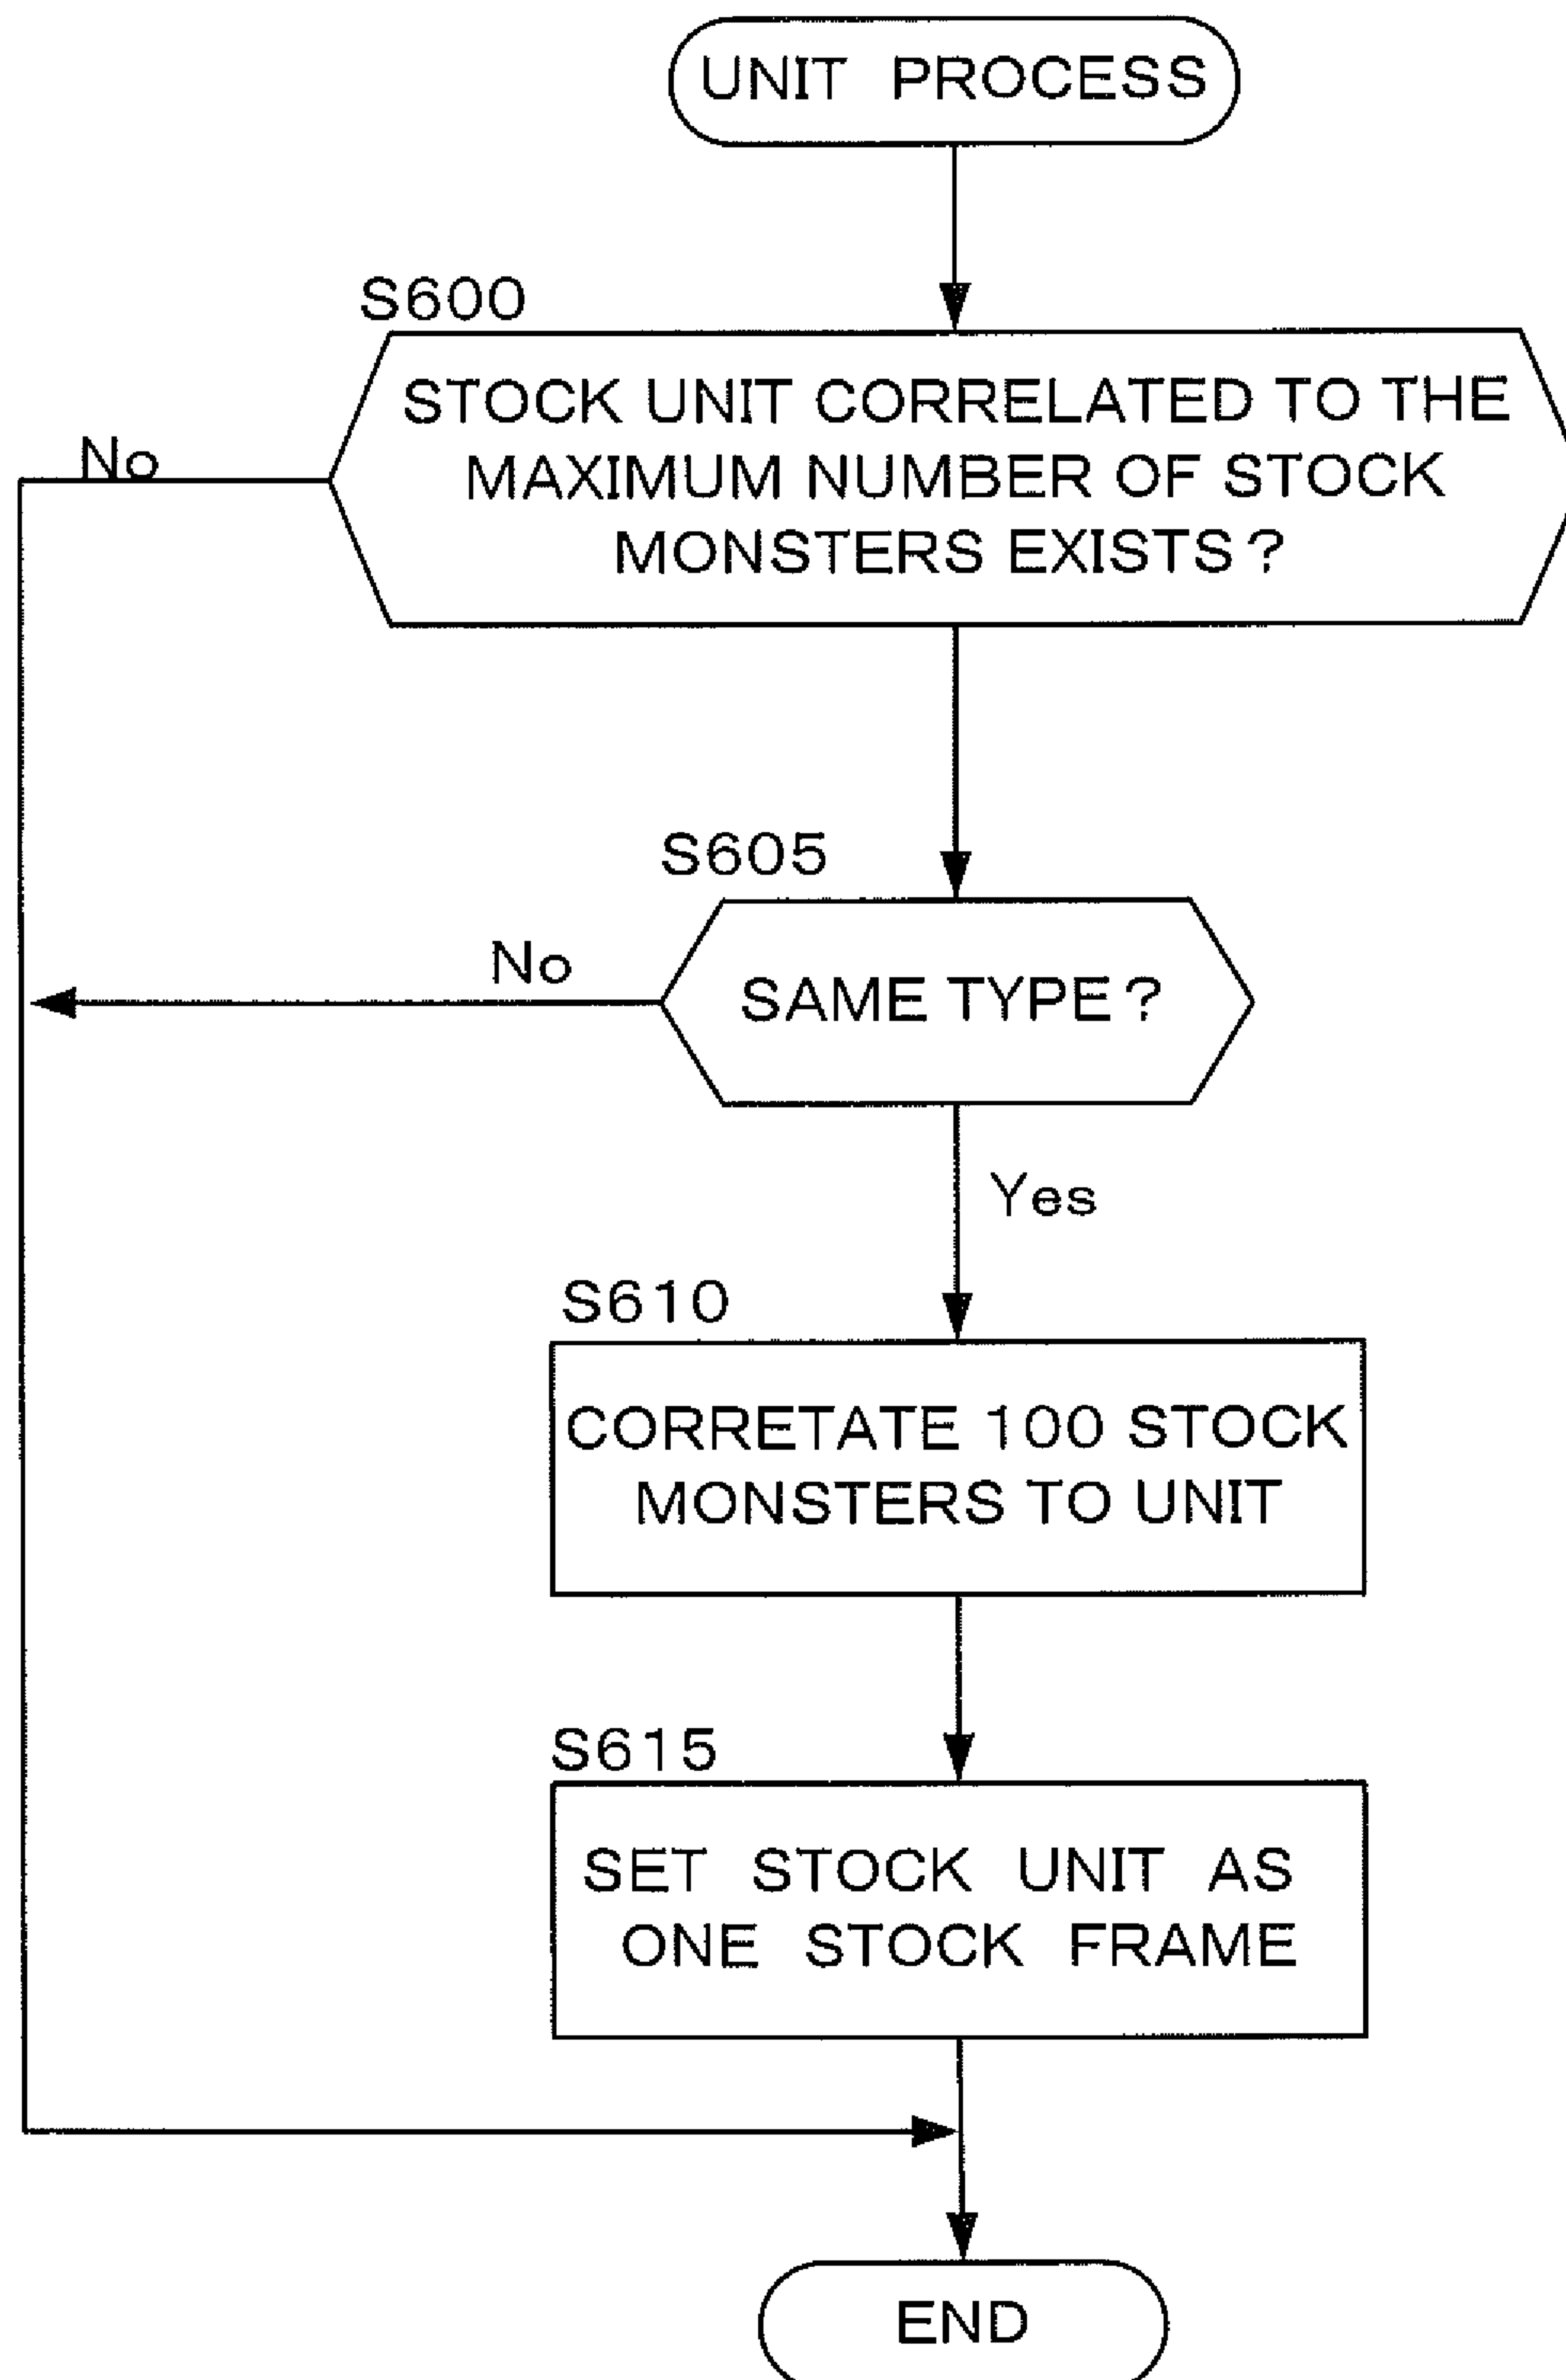 UNIT PROCESS
S600
STOCK UNIT CORRELATED TO THE
MAXIMUM NUMBER OF STOCK
MONSTERS EXISTS?
No
S605
No
SAME TYPE?
Yes
S610
CORRETATE 100 STOCK
MONSTERS TO UNIT
S615
SET STOCK UNIT AS
ONE STOCK FRAME
END